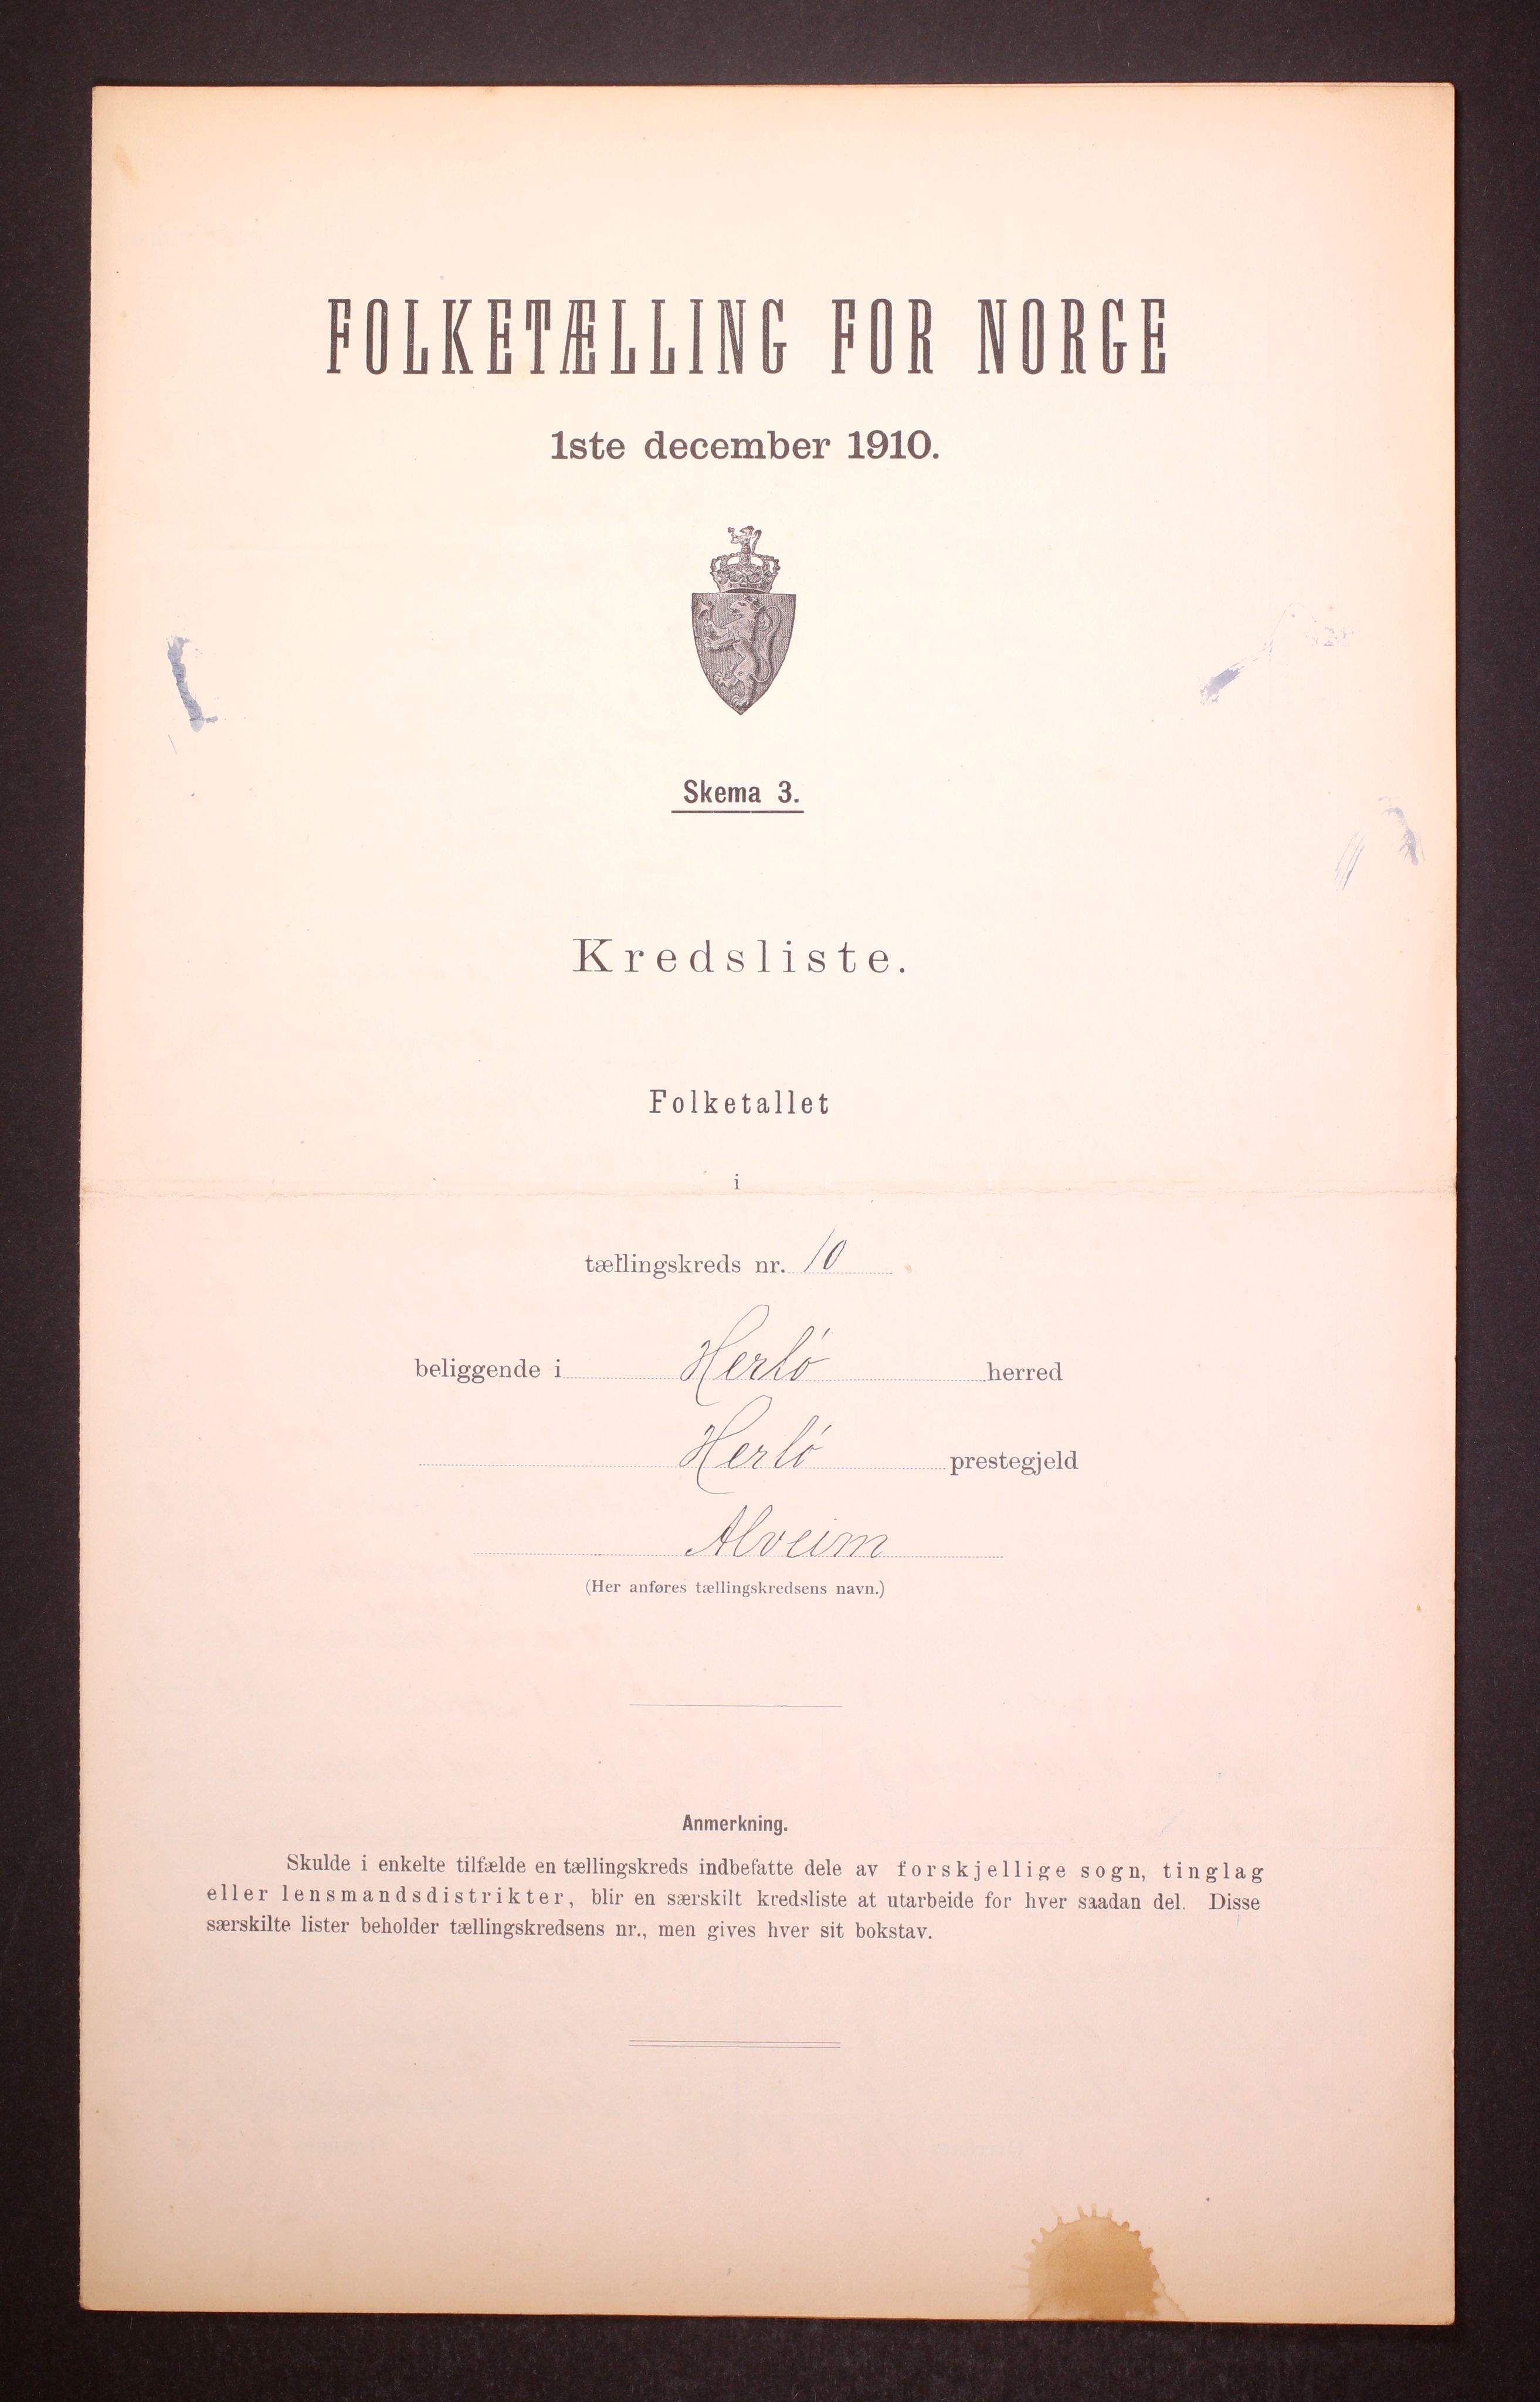 FOLKETÆLLING FOR NORGE
1ste december 1910.
Skema 3.
Kredsliste.
Folketallet
i
tællingskreds nr. 10
beliggende i Herlö herred
Herlö prestegjeld
Alveim
(Her anføres tællingskredsens navn.)
Anmerkning.
Skulde i enkelte tilfælde en tællingskreds indbefatte dele av forskjellige sogn, tinglag
eller lensmandsdistrikter, blir en særskilt kredsliste at utarbeide for hver saadan del. Disse
særskilte lister beholder tællingskredsens nr., men gives hver sit bokstav.